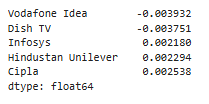 Vodafone Idea -0.003932
Dish TV -0.003751
Infosys 0.002180
Hindustan Unilever 0.002294
Cipla 0.002538
dtype: float64